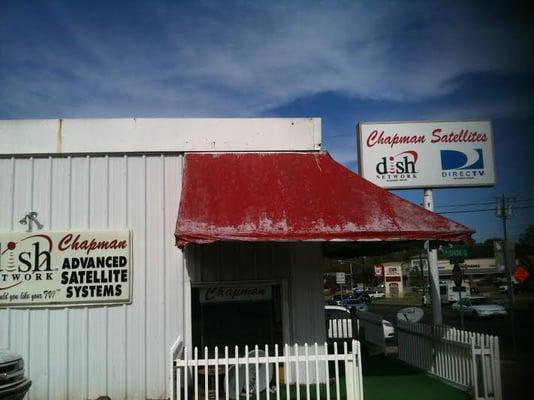 Chapman Satellites
dish
NETWORK
DIRECTV
dish
NETWORK
Chapman
ADVANCED
SATELLITE
SYSTEMS
Chapman